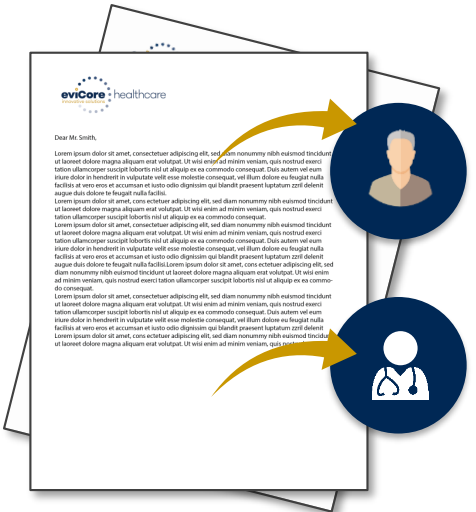 eviCore healthcare
innovative solutions
Dear Mr. Smith,
Lorem ipsum dolor sit amet, consectetuer adipiscing elit, sed diam nonummy nibh euismod tincidunt
ut laoreet dolore magna aliquam erat volutpat. Ut wisi enim ad minim veniam, quis nostrud exerci
tation ullamcorper suscipit lobortis nisl ut aliquip ex ea commodo consequat. Duis autem vel eum
iriure dolor in hendrerit in vulputate velit esse molestie consequat, vel illum dolore eu feugiat nulla
facilisis at vero eros et accumsan et iusto odio dignissim qui blandit praesent luptatum zzril delenit
augue duis dolore te feugait nulla facilisi.
Lorem ipsum dolor sit amet, cons ectetuer adipiscing elit, sed diam nonummy nibh euismod tincidunt
ut laoreet dolore magna aliquam erat volutpat. Ut wisi enim ad minim veniam, quis nostrud exerci
tation ullamcorper suscipit lobortis nisl ut aliquip ex ea commodo consequat.
Lorem ipsum dolor sit amet, consectetuer adipiscing elit, sed diam nonummy nibh euismod tincidunt
ut laoreet dolore magna aliquam erat volutpat. Ut wisi enim ad minim veniam, quis nostrud exerci
tation ullamcorper suscipit lobortis nisl ut aliquip ex ea commodo consequat. Duis autem vel eum
iriure dolor in hendrerit in vulputate velit esse molestie consequat, vel illum dolore eu feugiat nulla
facilisis at vero eros et accumsan et iusto odio dignissim qui blandit praesent luptatum zzril delenit
augue duis dolore te feugait nulla facilisi.Lorem ipsum dolor sit amet, cons ectetuer adipiscing elit, sed
diam nonummy nibh euismod tincidunt ut laoreet dolore magna aliquam erat volutpat. Ut wisi enim
ad minim veniam, quis nostrud exerci tation ullamcorper suscipit lobortis nisl ut aliquip ex ea commo-
do consequat.
Lorem ipsum dolor sit amet, consectetuer adipiscing elit, sed diam nonummy nibh euismod tincidunt
ut laoreet dolore magna aliquam erat volutpat. Ut wisi enim ad minim veniam, quis nostrud exerci
tation ullamcorper suscipit lobortis nisl ut aliquip ex ea commodo consequat. Duis autem vel eum
iriure dolor in hendrerit in vulputate velit esse molestie consequat, vel illum dolore eu feugiat nulla
facilisis at vero eros et accumsan et iusto odio dignissim qui blandit praesent luptatum zzril delenit
ut laoreet dolore magna aliquam erat volutpat. Ut wisi enim ad minim veniam, quis